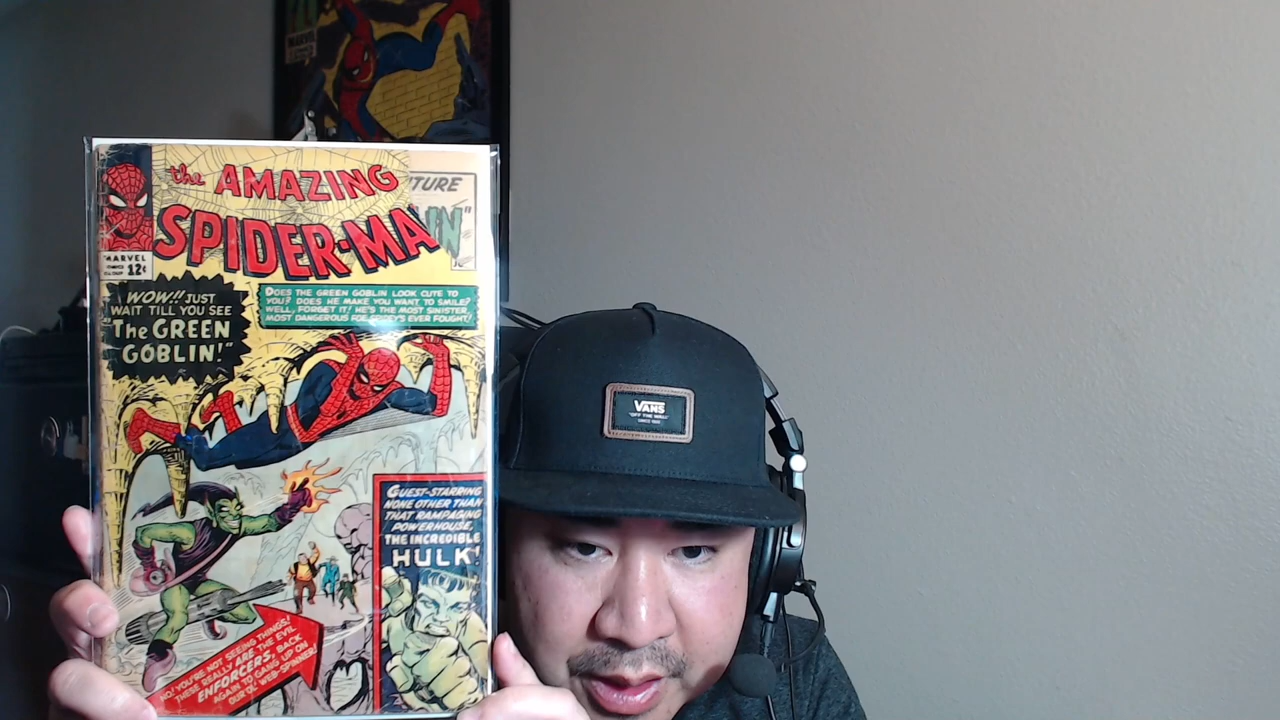 MARVEL
the AMAZING
SPIDER-MA
TURE
IN"
MARVEL
COMICS
GROUP 12¢
WOW!! JUST
WAIT TILL YOU SEE
"The GREEN
GOBLIN!"
DOES THE GREEN GOBLIN LOOK CUTE TO
YOU? DOES HE MAKE YOU WANT TO SMILE?
WELL, FORGET IT! HE'S THE MOST SINISTER,
MOST DANGEROUS FOE SPIDEY'S EVER FOUGHT!
GUEST-STARRING
NONE OTHER THAN
THAT RAMPAGING
POWERHOUSE,
THE INCREDIBLE
HULK!
NO! YOU'RE NOT SEEING THINGS!
THESE REALLY ARE THE EVIL
ENFORCERS, BACK
AGAIN TO GANG UP ON
OUR OL' WEB-SPINNER!
VANS
"OFF THE WALL"